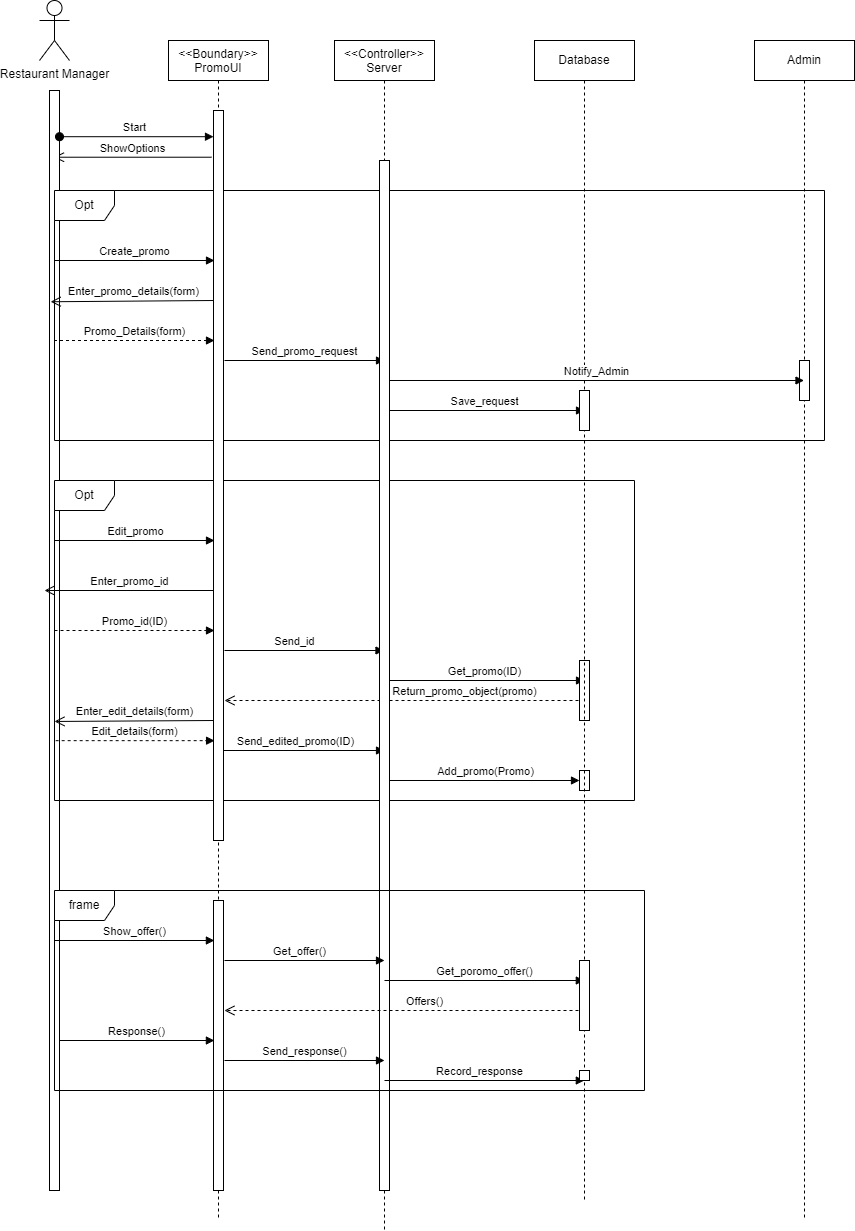 Restaurant Manager
<<Boundary>>
PromoUI
<<Controller>>
Server
Database
Admin
Start
ShowOptions
Opt
Create_promo
Enter_promo_details(form)
Promo_Details(form)
Send_promo_request
Notify_Admin
Save_request
Opt
Edit_promo
Enter_promo_id
Promo_id(ID)
Send_id
Get_promo(ID)
Return_promo_object(promo)
Enter_edit_details(form)
Edit_details(form)
Send_edited_promo(ID)
Add_promo(Promo)
frame
Show_offer()
Get_offer()
Get_poromo_offer()
Offers()
Response()
Send_response()
Record_response